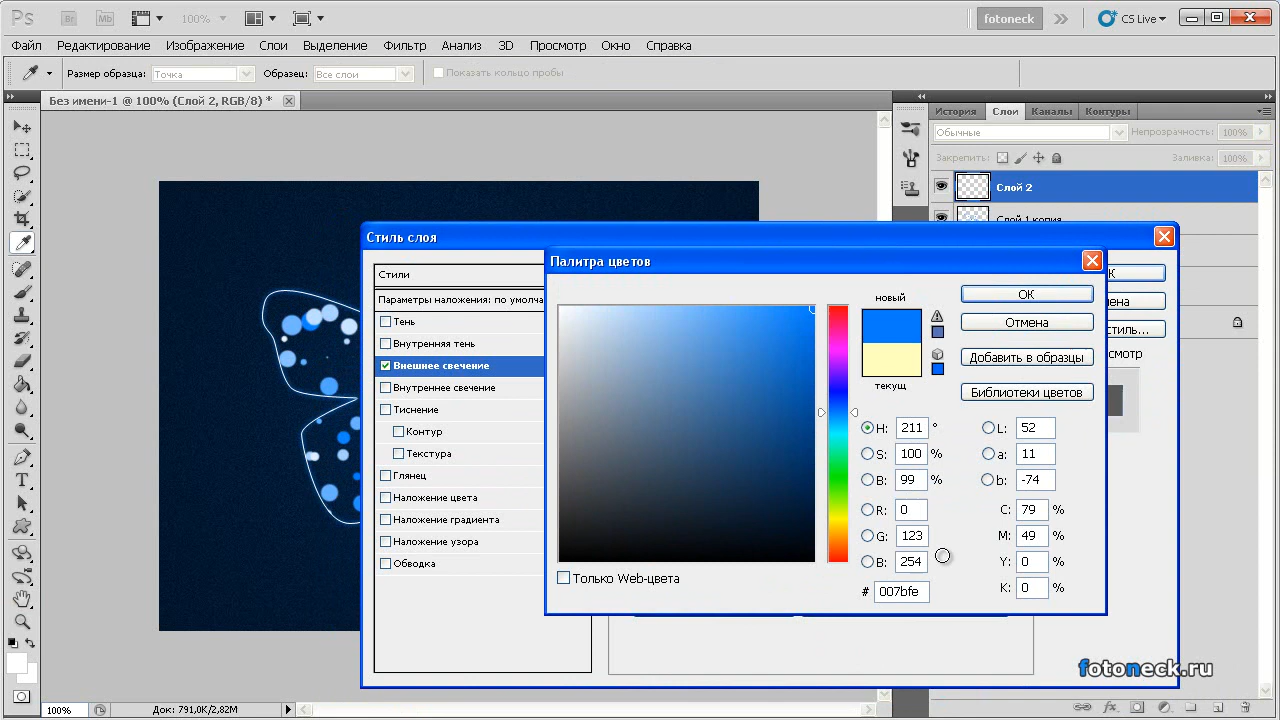 Ps Br Mb 100% fotoneck CS Live
Файл Редактирование Изображение Слои Выделение Фильтр Анализ 3D Просмотр Окно Справка
Размер образца: Точка Образец: Все слои Показать кольцо пробы
Без имени-1 @ 100% (Слой 2, RGB/8) *
История Слои Каналы Контуры
Обычные Непрозрачность: 100%
Закрепить: Заливка: 100%
Слой 2
Слой 1 копия
Стиль слоя
Стили
Параметры наложения: по умолча
Тень
Внутренняя тень
Внешнее свечение
Внутреннее свечение
Тиснение
Контур
Текстура
Глянец
Наложение цвета
Наложение градиента
Наложение узора
Обводка
К
ена
стиль...
смотр
Палитра цветов
новый
текущ
ОК
Отмена
Добавить в образцы
Библиотеки цветов
H: 211 ° L: 52
S: 100 % a: 11
B: 99 % b: -74
R: 0 C: 79 %
G: 123 M: 49 %
B: 254 Y: 0 %
# 007bfe K: 0 %
Только Web-цвета
fotoneck.ru
100% Док: 791,0K/2,82M